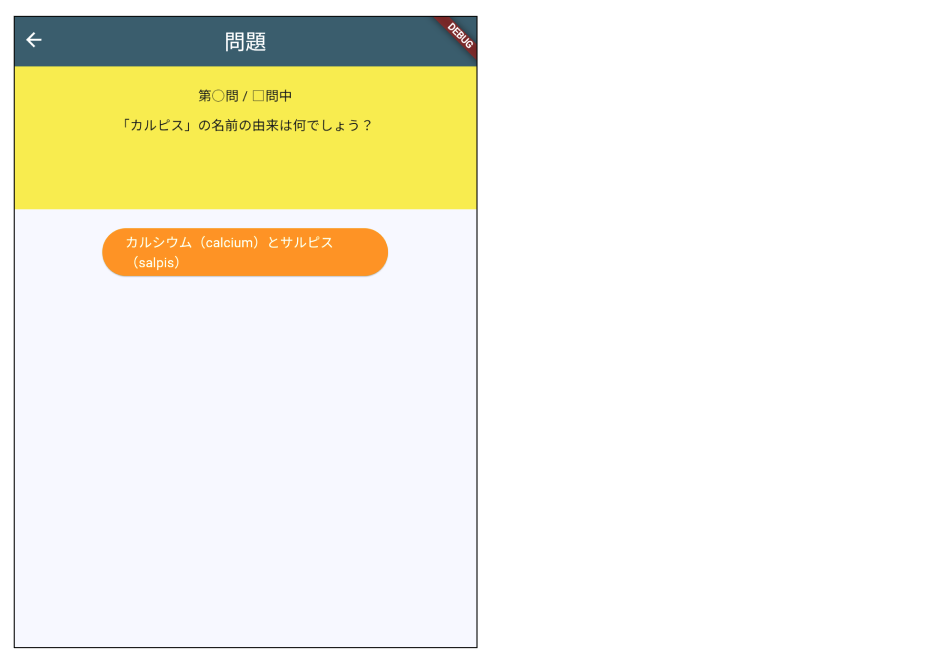 問題
DEBUG
第○問 / □問中
「カルピス」の名前の由来は何でしょう？
カルシウム（calcium）とサルピス
（salpis）